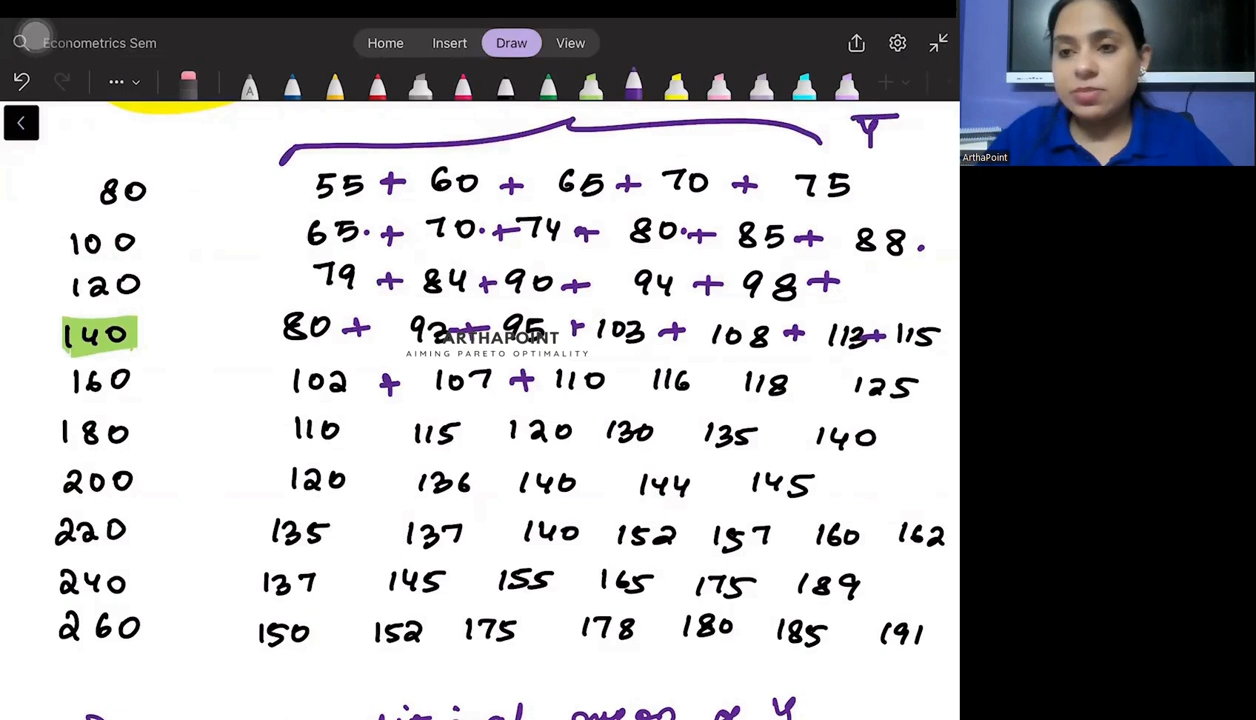 Econometrics Sem
Home Insert Draw View
A
Y
ArthaPoint
80 55 + 60 + 65 + 70 + 75
100 65 + 70 + 74 + 80 + 85 + 88
120 79 + 84 + 90 + 94 + 98 +
140 80 + 93 + 95 + 103 + 108 + 113 + 115
ARTHAPOINT
AIMING PARETO OPTIMALITY
160 102 + 107 + 110 116 118 125
180 110 115 120 130 135 140
200 120 136 140 144 145
220 135 137 140 152 157 160 162
240 137 145 155 165 175 189
260 150 152 175 178 180 185 191
mean of Y